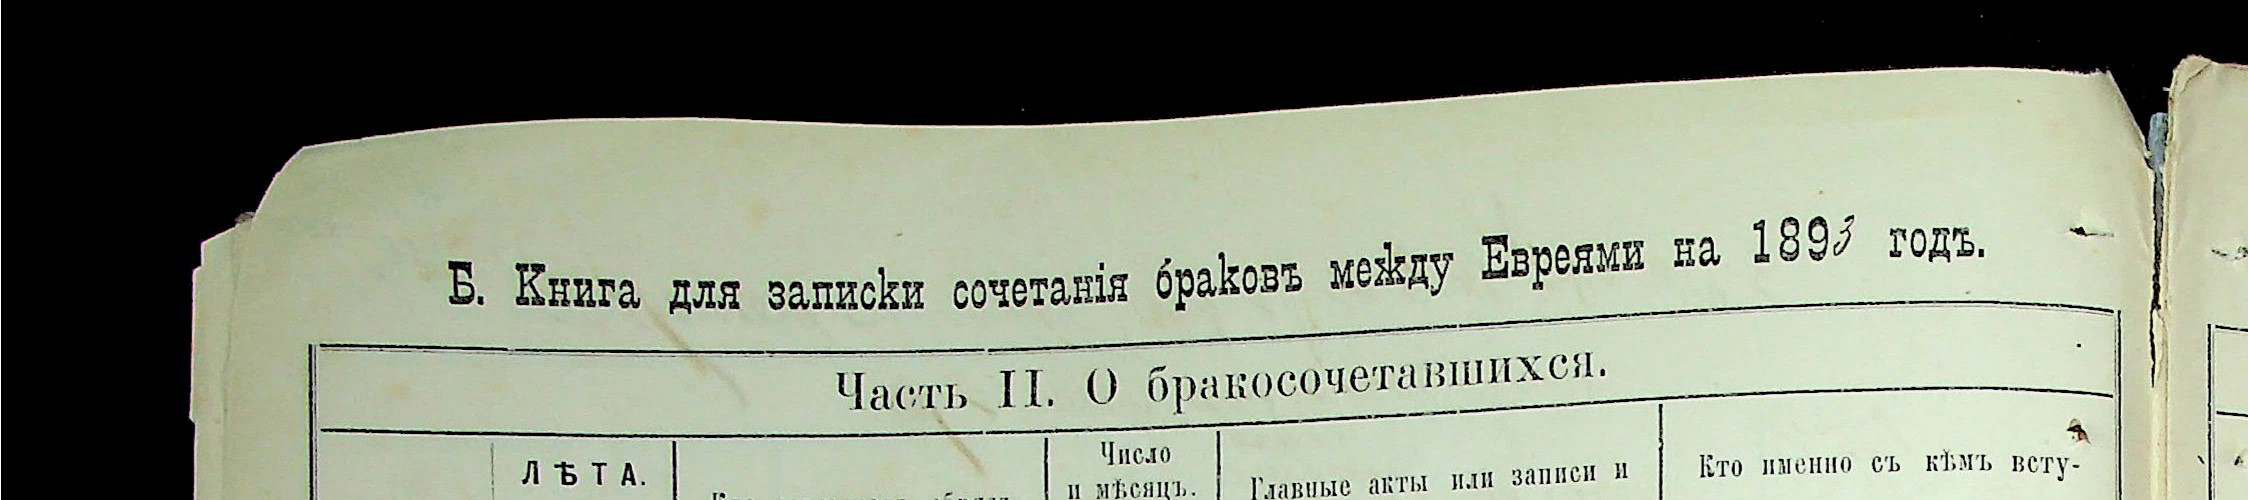 Б. Книга для записки сочетанія браковъ между Евреями на 1893 годъ.
Часть II. О бракосочетавшихся.
ЛѢТА.
Число
и мѣсяцъ.
Главные акты или записи и
Кто именно съ кѣмъ всту-